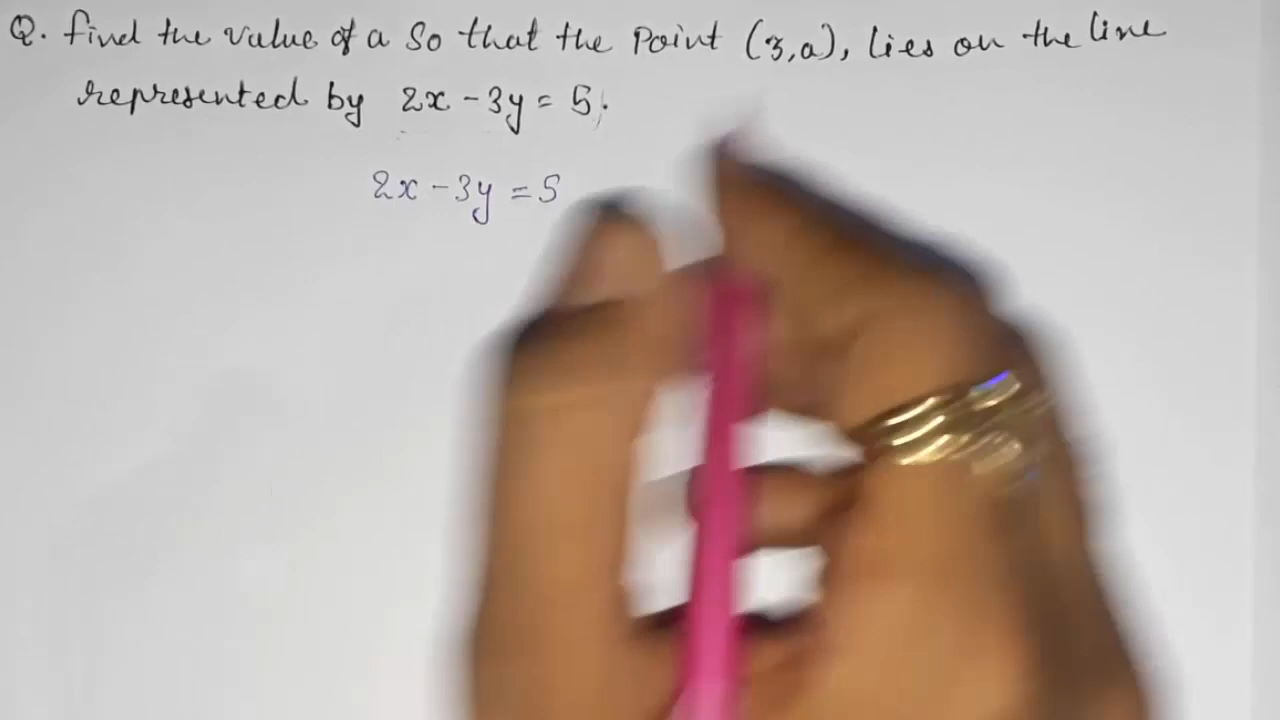 Q. find the value of a So that the Point (3,a), lies on the line
represented by 2x - 3y = 5.
2x - 3y = 5